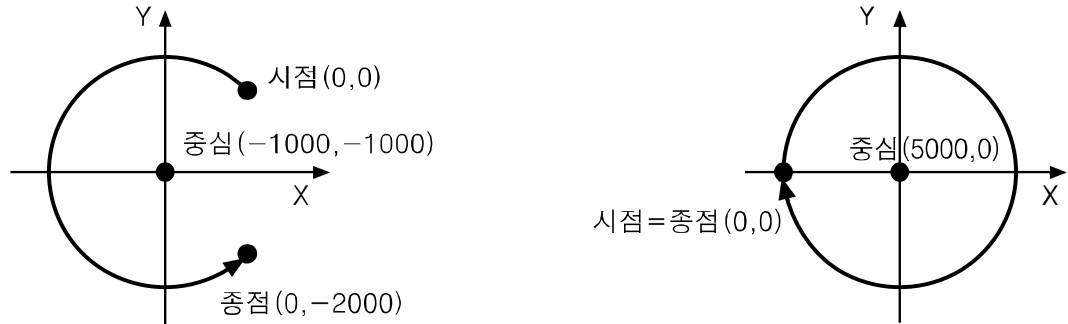 Y
시점(0,0)
중심(-1000,-1000)
X
종점(0,-2000)
Y
중심(5000,0)
X
시점=종점(0,0)